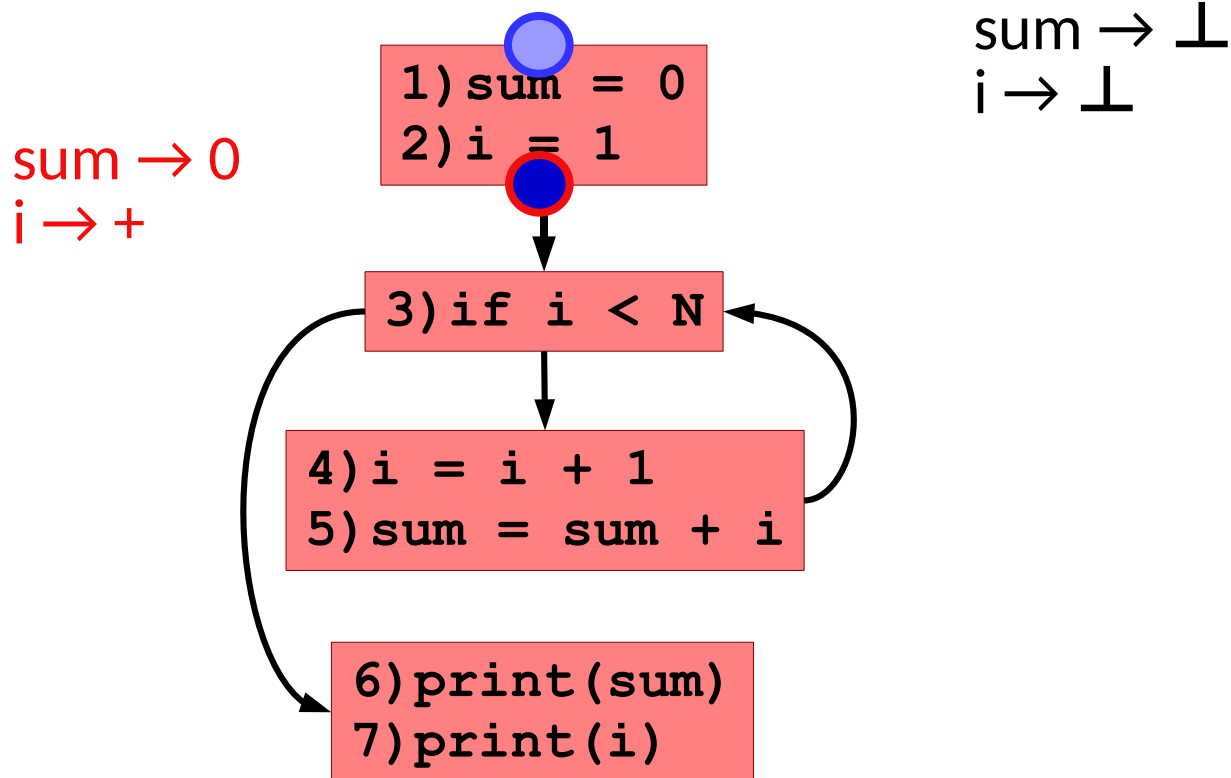 sum → ⊥
i → ⊥
1)sum = 0
2)i = 1
sum → 0
i → +
3)if i < N
4)i = i + 1
5)sum = sum + i
6)print(sum)
7)print(i)